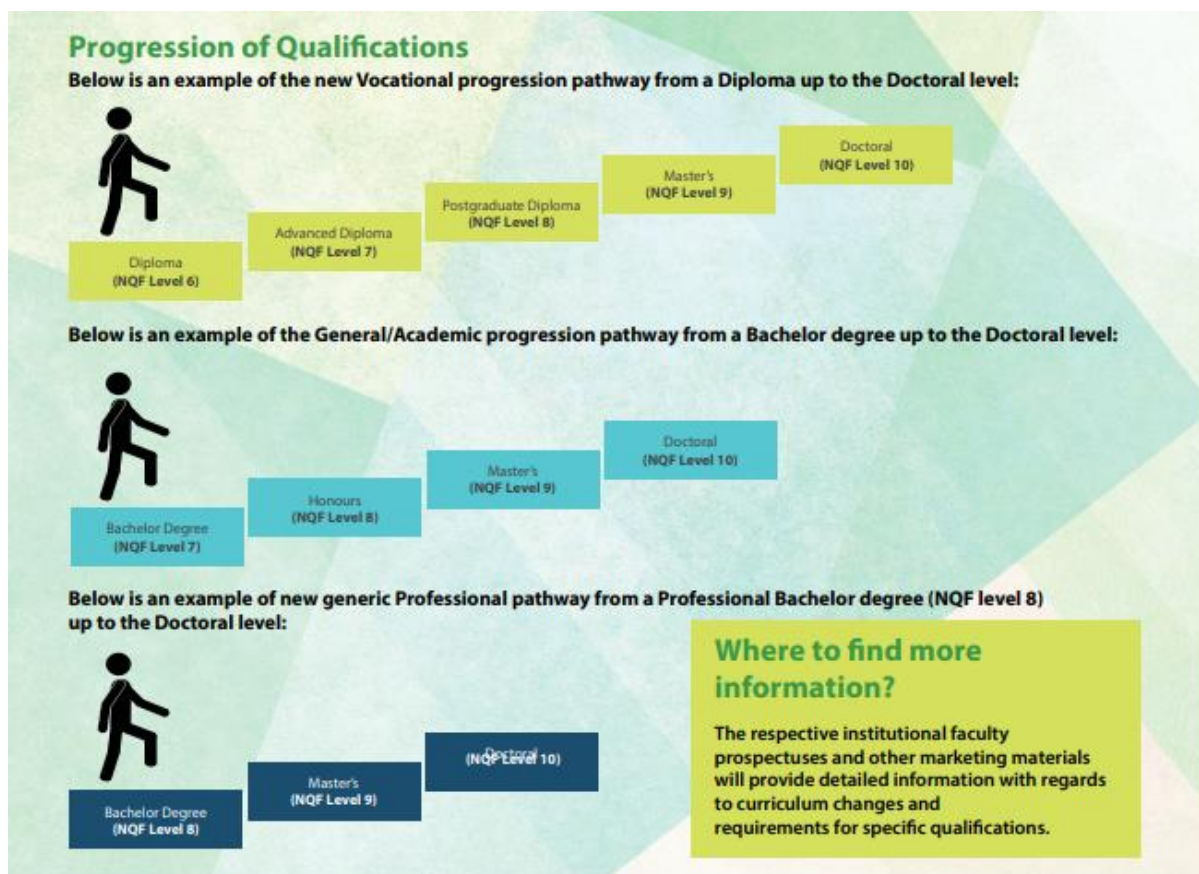 Progression of Qualifications
Below is an example of the new Vocational progression pathway from a Diploma up to the Doctoral level:
Doctoral
(NQF Level 10)
Master's
(NQF Level 9)
Postgraduate Diploma
(NQF Level 8)
Advanced Diploma
(NQF Level 7)
Diploma
(NQF Level 6)
Below is an example of the General/Academic progression pathway from a Bachelor degree up to the Doctoral level:
Doctoral
(NQF Level 10)
Master's
(NQF Level 9)
Honours
(NQF Level 8)
Bachelor Degree
(NQF Level 7)
Below is an example of new generic Professional pathway from a Professional Bachelor degree (NQF level 8)
up to the Doctoral level:
Doctoral
(NQF Level 10)
Master's
(NQF Level 9)
Bachelor Degree
(NQF Level 8)
Where to find more
information?
The respective institutional faculty
prospectuses and other marketing materials
will provide detailed information with regards
to curriculum changes and
requirements for specific qualifications.